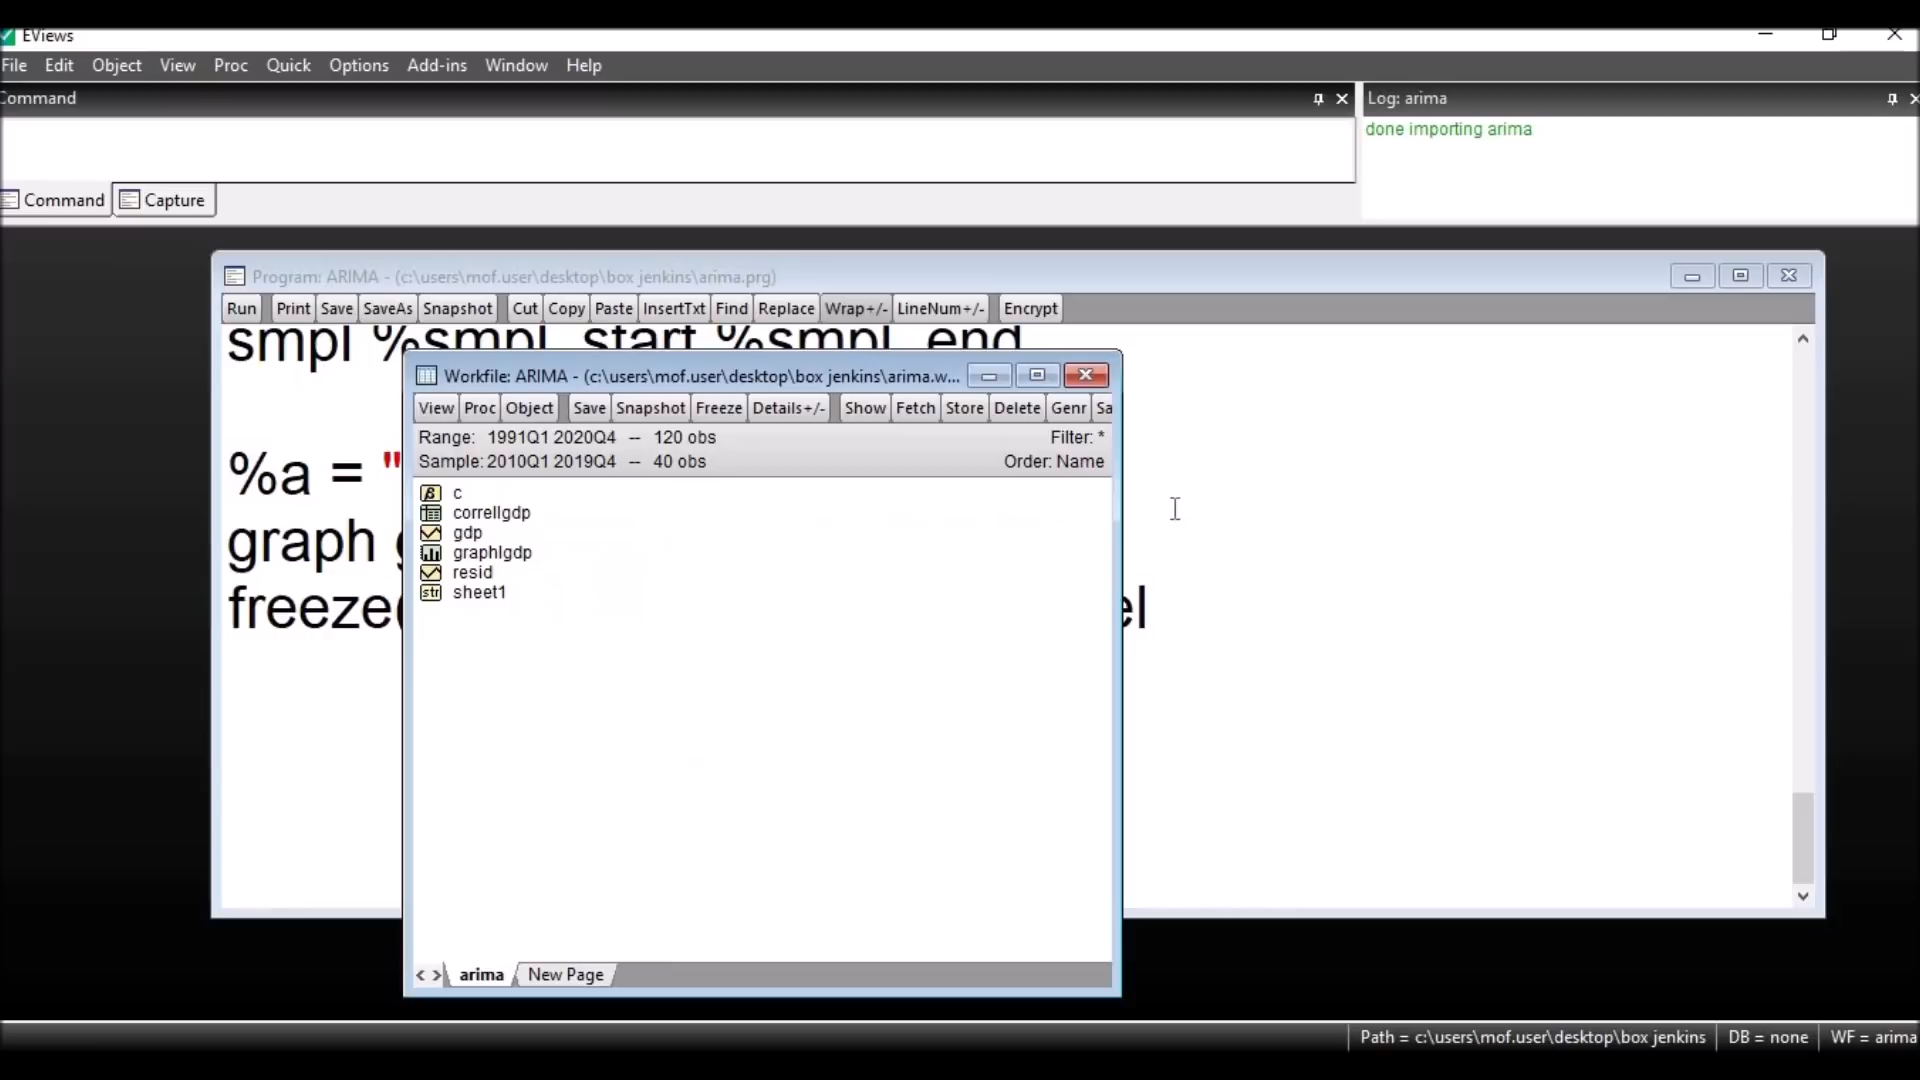 EViews
File Edit Object View Proc Quick Options Add-ins Window Help
Command
Log: arima
done importing arima
Command Capture
Program: ARIMA - (c:\users\mof.user\desktop\box jenkins\arima.prg)
Run Print Save SaveAs Snapshot Cut Copy Paste InsertTxt Find Replace Wrap+/- LineNum+/- Encrypt
smpl %smpl_start %smpl_end
Workfile: ARIMA - (c:\users\mof.user\desktop\box jenkins\arima.w...
View Proc Object Save Snapshot Freeze Details+/- Show Fetch Store Delete Genr Sa
Range: 1991Q1 2020Q4 -- 120 obs Filter: *
Sample: 2010Q1 2019Q4 -- 40 obs Order: Name
%a = "
graph
freeze( el
c
correllgdp
gdp
graphlgdp
resid
str sheet1
< > arima New Page
Path = c:\users\mof.user\desktop\box jenkins DB = none WF = arima